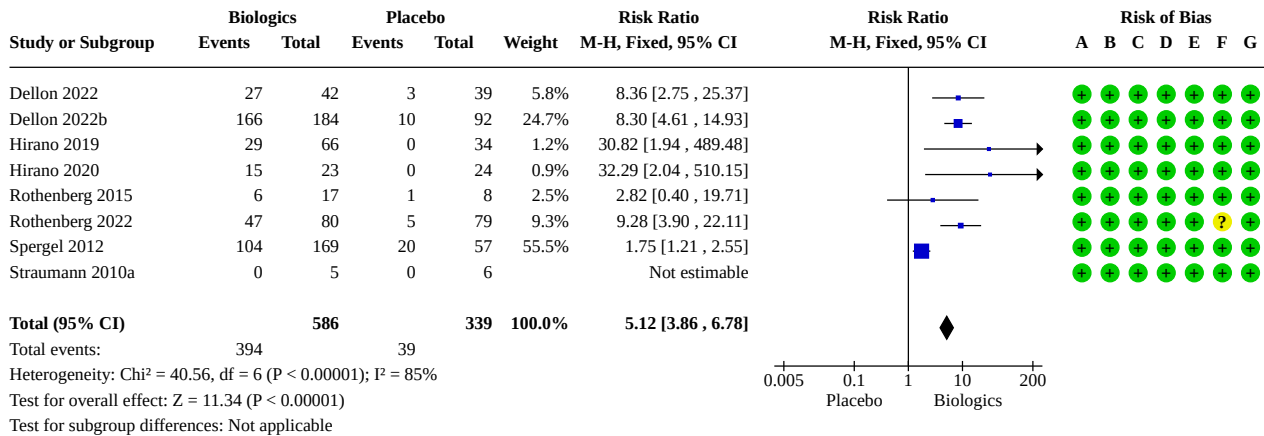 Biologics Placebo Risk Ratio Risk Ratio Risk of Bias
Study or Subgroup Events Total Events Total Weight M-H, Fixed, 95% CI M-H, Fixed, 95% CI A B C D E F G
Dellon 2022 27 42 3 39 5.8% 8.36 [2.75 , 25.37] + + + + + + +
Dellon 2022b 166 184 10 92 24.7% 8.30 [4.61 , 14.93] + + + + + + +
Hirano 2019 29 66 0 34 1.2% 30.82 [1.94 , 489.48] + + + + + + +
Hirano 2020 15 23 0 24 0.9% 32.29 [2.04 , 510.15] + + + + + + +
Rothenberg 2015 6 17 1 8 2.5% 2.82 [0.40 , 19.71] + + + + + + +
Rothenberg 2022 47 80 5 79 9.3% 9.28 [3.90 , 22.11] + + + + + ? +
Spergel 2012 104 169 20 57 55.5% 1.75 [1.21 , 2.55] + + + + + + +
Straumann 2010a 0 5 0 6 Not estimable + + + + + + +
Total (95% CI) 586 339 100.0% 5.12 [3.86 , 6.78]
Total events: 394 39
Heterogeneity: Chi² = 40.56, df = 6 (P < 0.00001); I² = 85%
0.005 0.1 1 10 200
Test for overall effect: Z = 11.34 (P < 0.00001)
Placebo Biologics
Test for subgroup differences: Not applicable